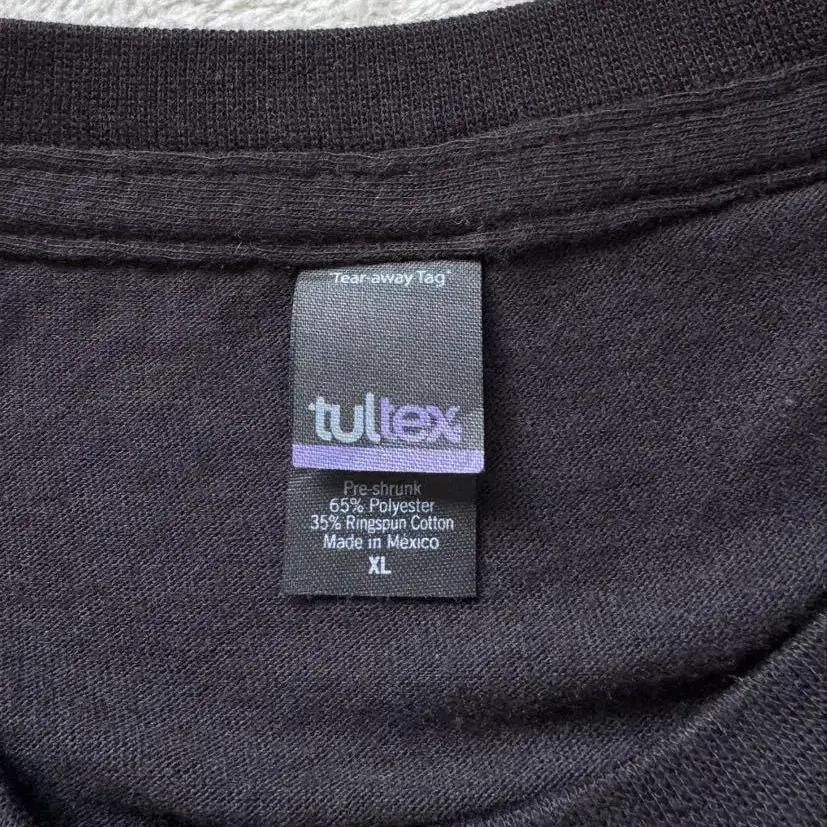 Tear-away Tag"
tultex
Pre-shrunk
65% Polyester
35% Ringspun Cotton
Made in México
XL